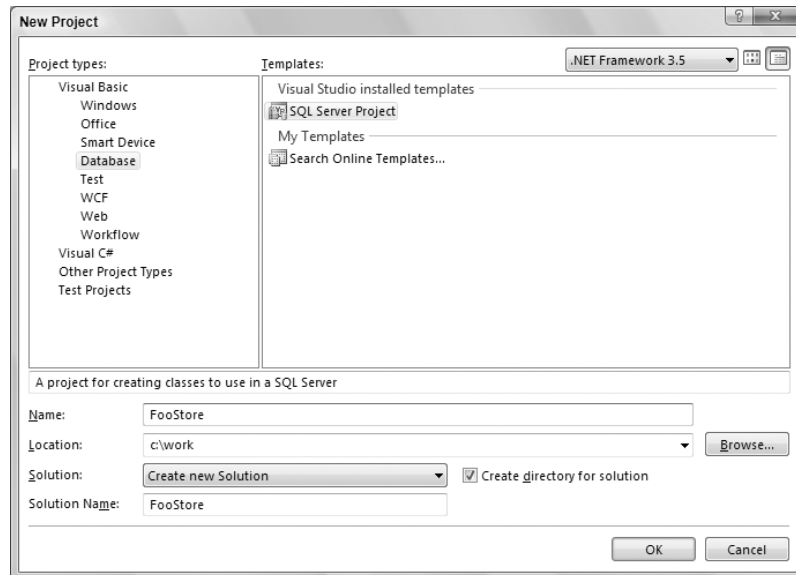 New Project
Project types:
Visual Basic
Windows
Office
Smart Device
Database
Test
WCF
Web
Workflow
Visual C#
Other Project Types
Test Projects
Templates:
.NET Framework 3.5
Visual Studio installed templates
SQL Server Project
My Templates
Search Online Templates...
A project for creating classes to use in a SQL Server
Name:
FooStore
Location:
c:\work
Browse...
Solution:
Create new Solution
Create directory for solution
Solution Name:
FooStore
OK
Cancel